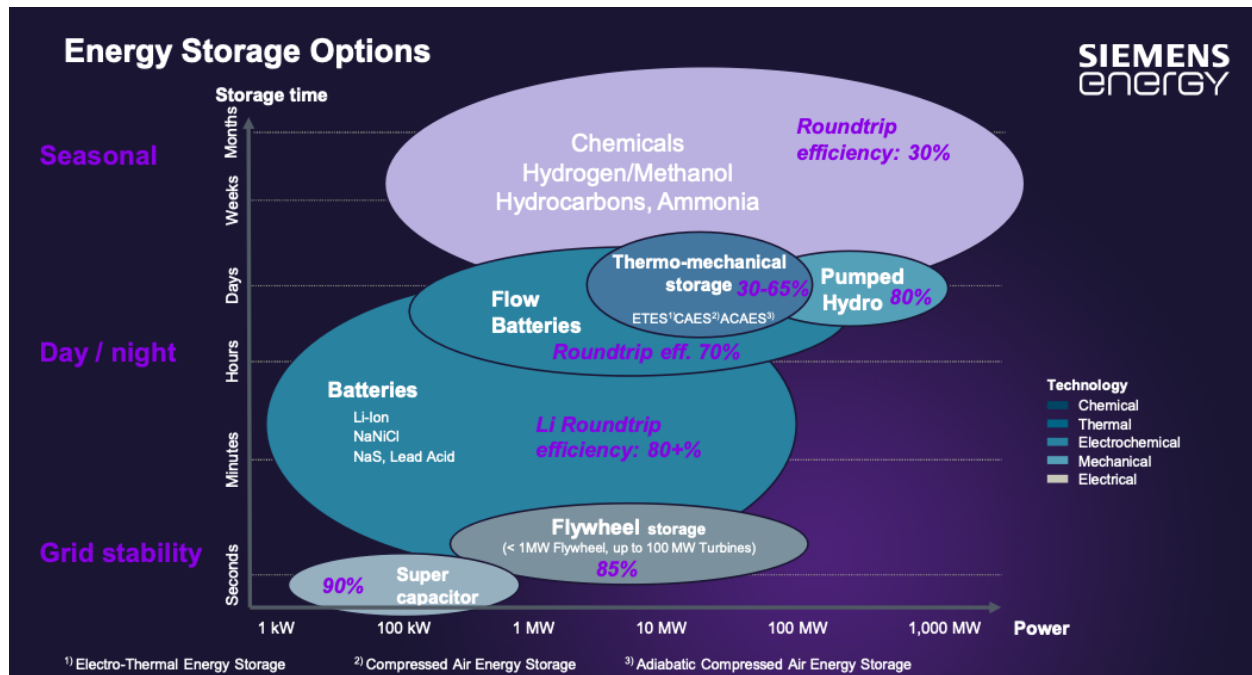 Energy Storage Options
SIEMENS
energy
Storage time
Months
Weeks
Days
Hours
Minutes
Seconds
Seasonal
Day / night
Grid stability
Chemicals
Hydrogen/Methanol
Hydrocarbons, Ammonia
Roundtrip
efficiency: 30%
Thermo-mechanical
storage 30-65%
ETES¹⁾CAES²⁾ACAES³⁾
Pumped
Hydro 80%
Flow
Batteries
Roundtrip eff. 70%
Batteries
Li-Ion
NaNiCl
NaS, Lead Acid
Li Roundtrip
efficiency: 80+%
Flywheel storage
(< 1MW Flywheel, up to 100 MW Turbines)
85%
90%
Super
capacitor
Technology
Chemical
Thermal
Electrochemical
Mechanical
Electrical
1 kW 100 kW 1 MW 10 MW 100 MW 1,000 MW Power
¹⁾ Electro-Thermal Energy Storage ²⁾ Compressed Air Energy Storage ³⁾ Adiabatic Compressed Air Energy Storage